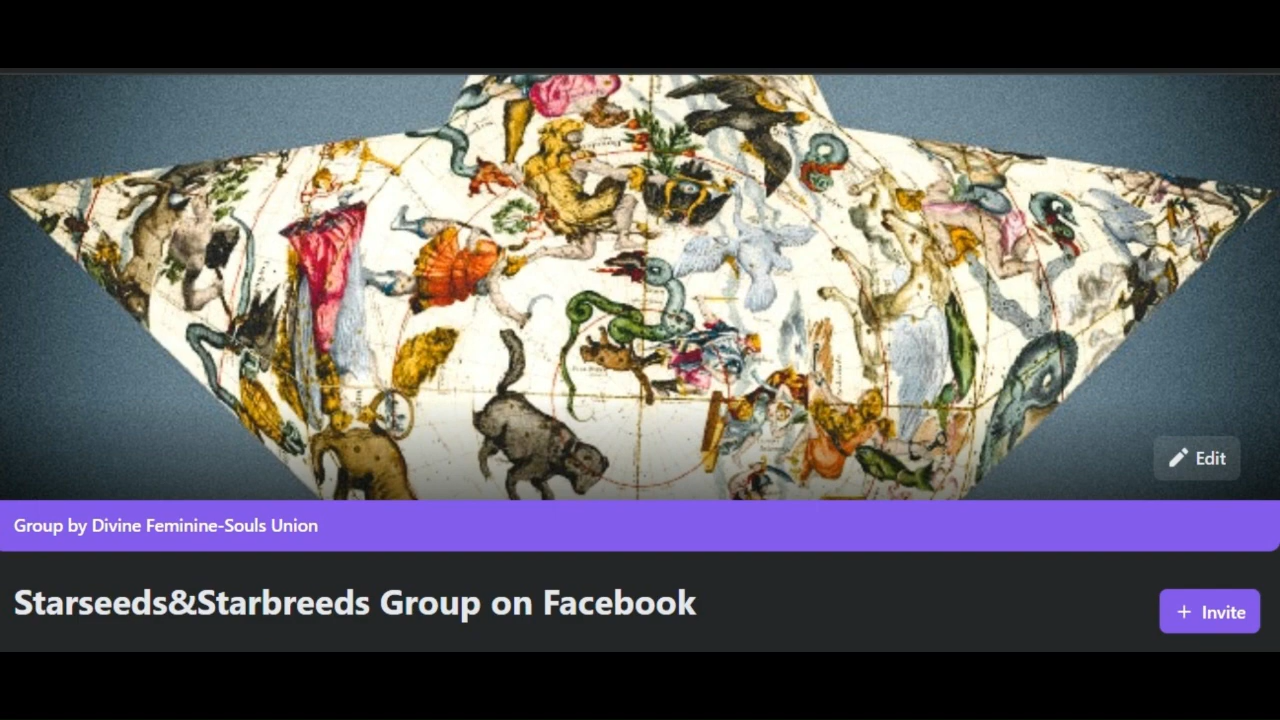 Edit
Group by Divine Feminine-Souls Union
Starseeds&Starbreeds Group on Facebook
+ Invite